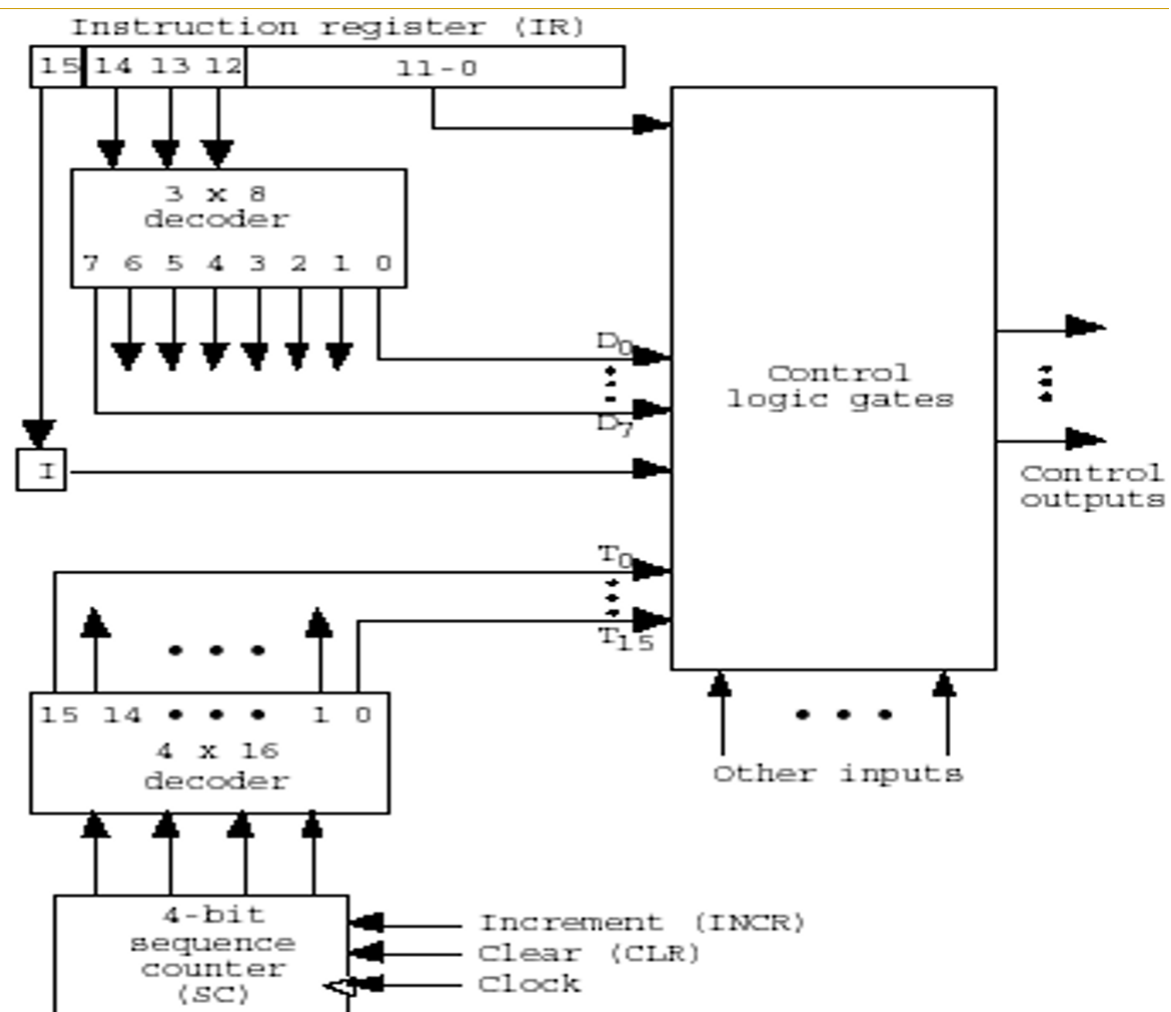 Instruction register (IR)
15 14 13 12 11-0
3 x 8
decoder
7 6 5 4 3 2 1 0
D0
D7
I
Control
logic gates
Control
outputs
T0
T15
15 14 1 0
4 x 16
decoder
Other inputs
4-bit
sequence
counter
(SC)
Increment (INCR)
Clear (CLR)
Clock